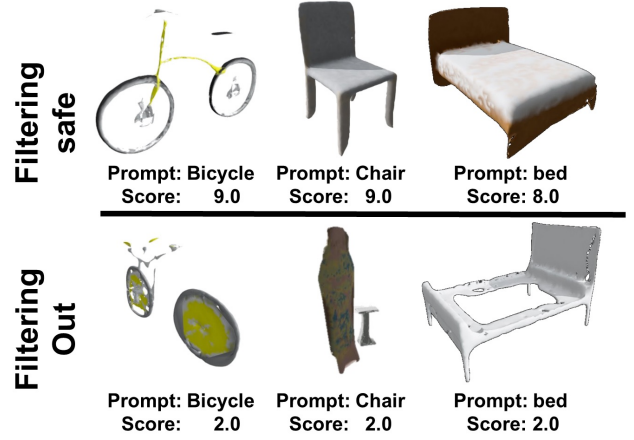 Filtering
safe
Prompt: Bicycle
Score: 9.0
Prompt: Chair
Score: 9.0
Prompt: bed
Score: 8.0
Filtering
Out
Prompt: Bicycle
Score: 2.0
Prompt: Chair
Score: 2.0
Prompt: bed
Score: 2.0